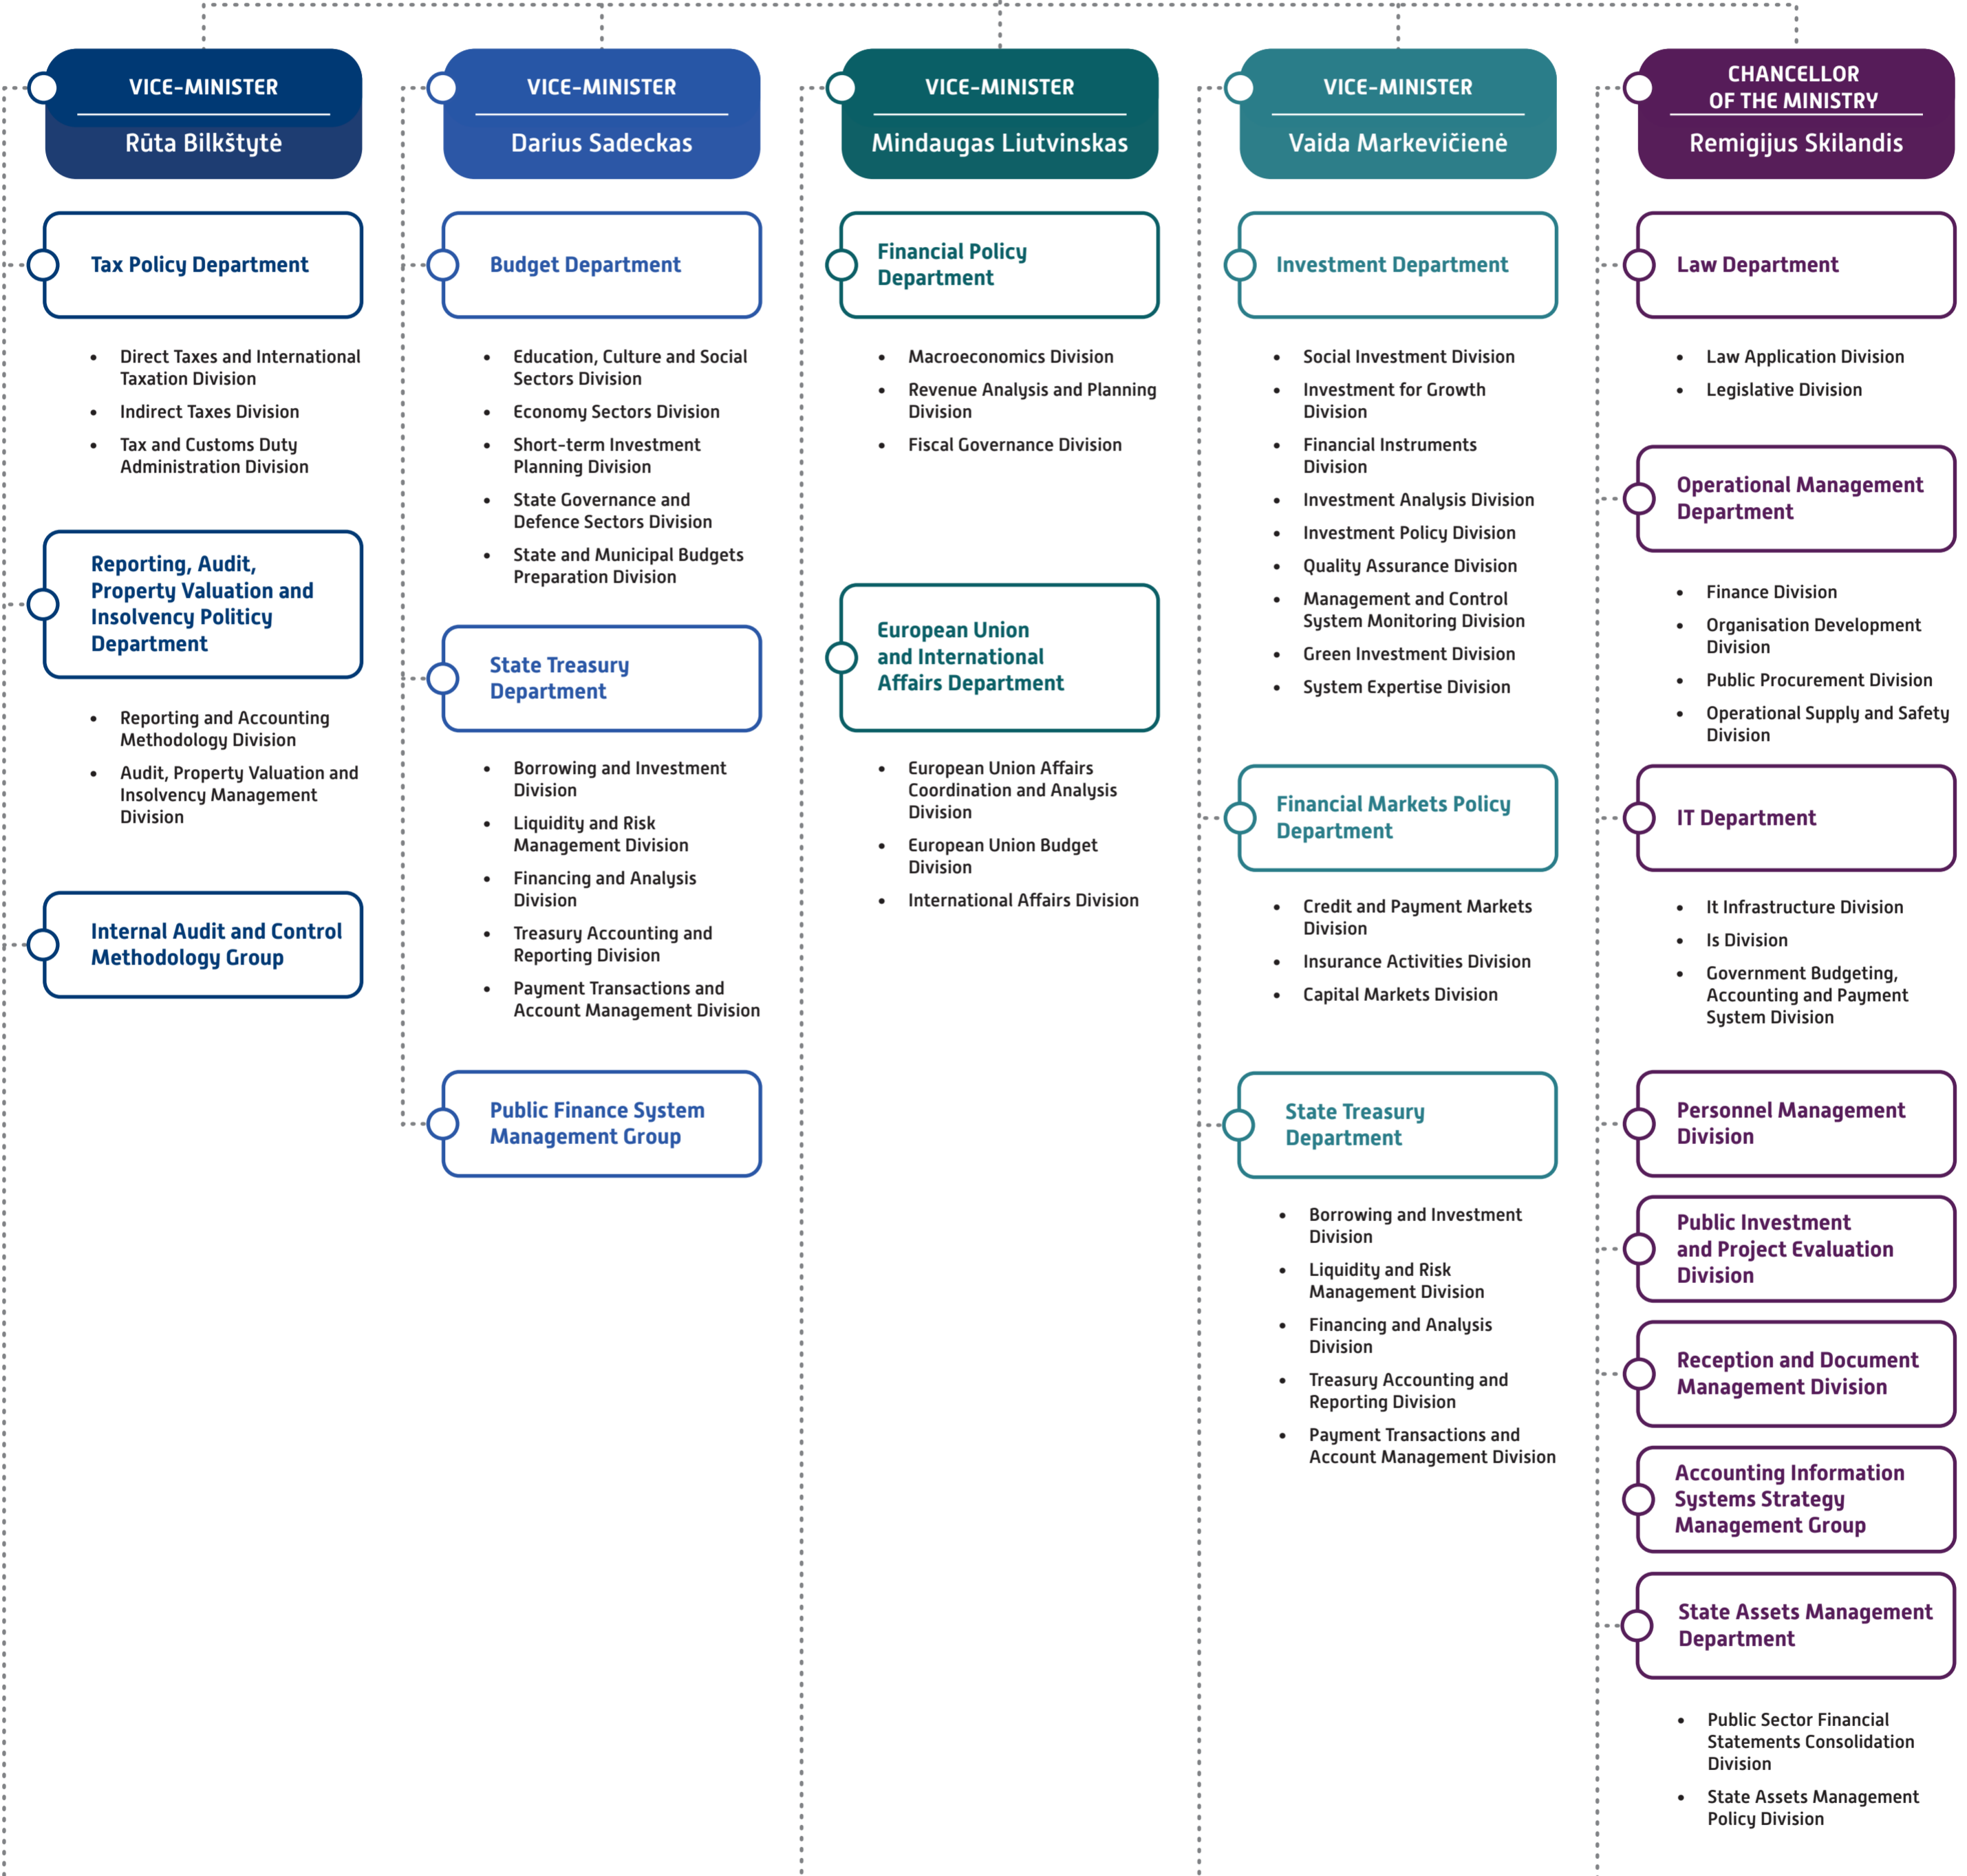 VICE-MINISTER
Rūta Bilkštytė
Tax Policy Department
• Direct Taxes and International
Taxation Division
• Indirect Taxes Division
• Tax and Customs Duty
Administration Division
Reporting, Audit,
Property Valuation and
Insolvency Politicy
Department
• Reporting and Accounting
Methodology Division
• Audit, Property Valuation and
Insolvency Management
Division
Internal Audit and Control
Methodology Group
VICE-MINISTER
Darius Sadeckas
Budget Department
• Education, Culture and Social
Sectors Division
• Economy Sectors Division
• Short-term Investment
Planning Division
• State Governance and
Defence Sectors Division
• State and Municipal Budgets
Preparation Division
State Treasury
Department
• Borrowing and Investment
Division
• Liquidity and Risk
Management Division
• Financing and Analysis
Division
• Treasury Accounting and
Reporting Division
• Payment Transactions and
Account Management Division
Public Finance System
Management Group
VICE-MINISTER
Mindaugas Liutvinskas
Financial Policy
Department
• Macroeconomics Division
• Revenue Analysis and Planning
Division
• Fiscal Governance Division
European Union
and International
Affairs Department
• European Union Affairs
Coordination and Analysis
Division
• European Union Budget
Division
• International Affairs Division
VICE-MINISTER
Vaida Markevičienė
Investment Department
• Social Investment Division
• Investment for Growth
Division
• Financial Instruments
Division
• Investment Analysis Division
• Investment Policy Division
• Quality Assurance Division
• Management and Control
System Monitoring Division
• Green Investment Division
• System Expertise Division
Financial Markets Policy
Department
• Credit and Payment Markets
Division
• Insurance Activities Division
• Capital Markets Division
State Treasury
Department
• Borrowing and Investment
Division
• Liquidity and Risk
Management Division
• Financing and Analysis
Division
• Treasury Accounting and
Reporting Division
• Payment Transactions and
Account Management Division
CHANCELLOR
OF THE MINISTRY
Remigijus Skilandis
Law Department
• Law Application Division
• Legislative Division
Operational Management
Department
• Finance Division
• Organisation Development
Division
• Public Procurement Division
• Operational Supply and Safety
Division
IT Department
• It Infrastructure Division
• Is Division
• Government Budgeting,
Accounting and Payment
System Division
Personnel Management
Division
Public Investment
and Project Evaluation
Division
Reception and Document
Management Division
Accounting Information
Systems Strategy
Management Group
State Assets Management
Department
• Public Sector Financial
Statements Consolidation
Division
• State Assets Management
Policy Division